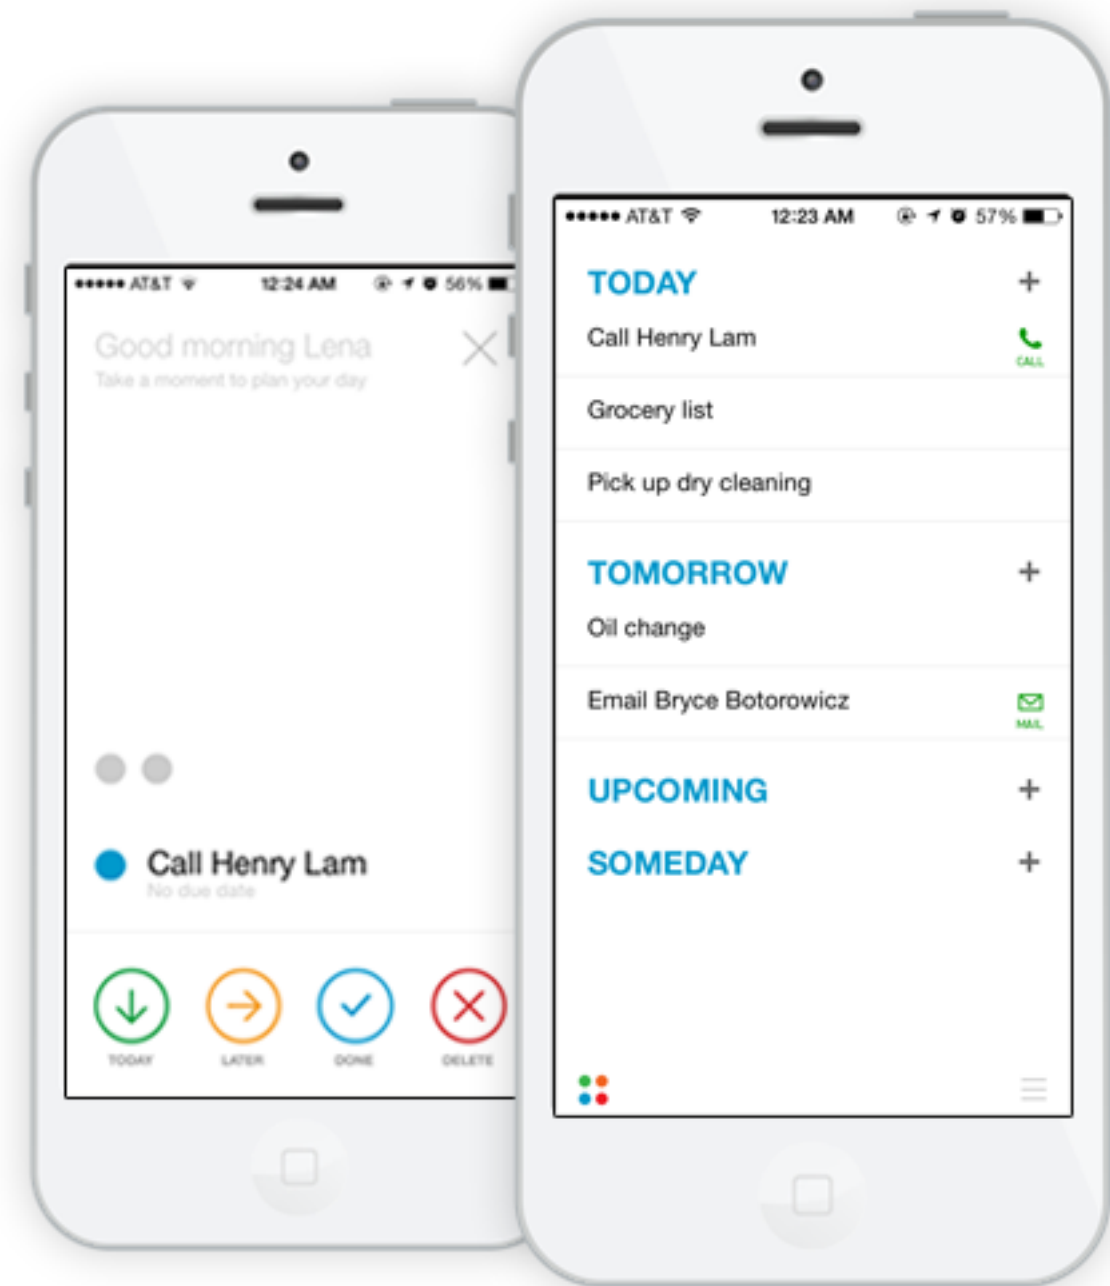 AT&T 12:24 AM 56%
Good morning Lena
Take a moment to plan your day
Call Henry Lam
No due date
TODAY LATER DONE DELETE
AT&T 12:23 AM 57%
TODAY +
Call Henry Lam
CALL
Grocery list
Pick up dry cleaning
TOMORROW +
Oil change
Email Bryce Botorowicz
MAIL
UPCOMING +
SOMEDAY +